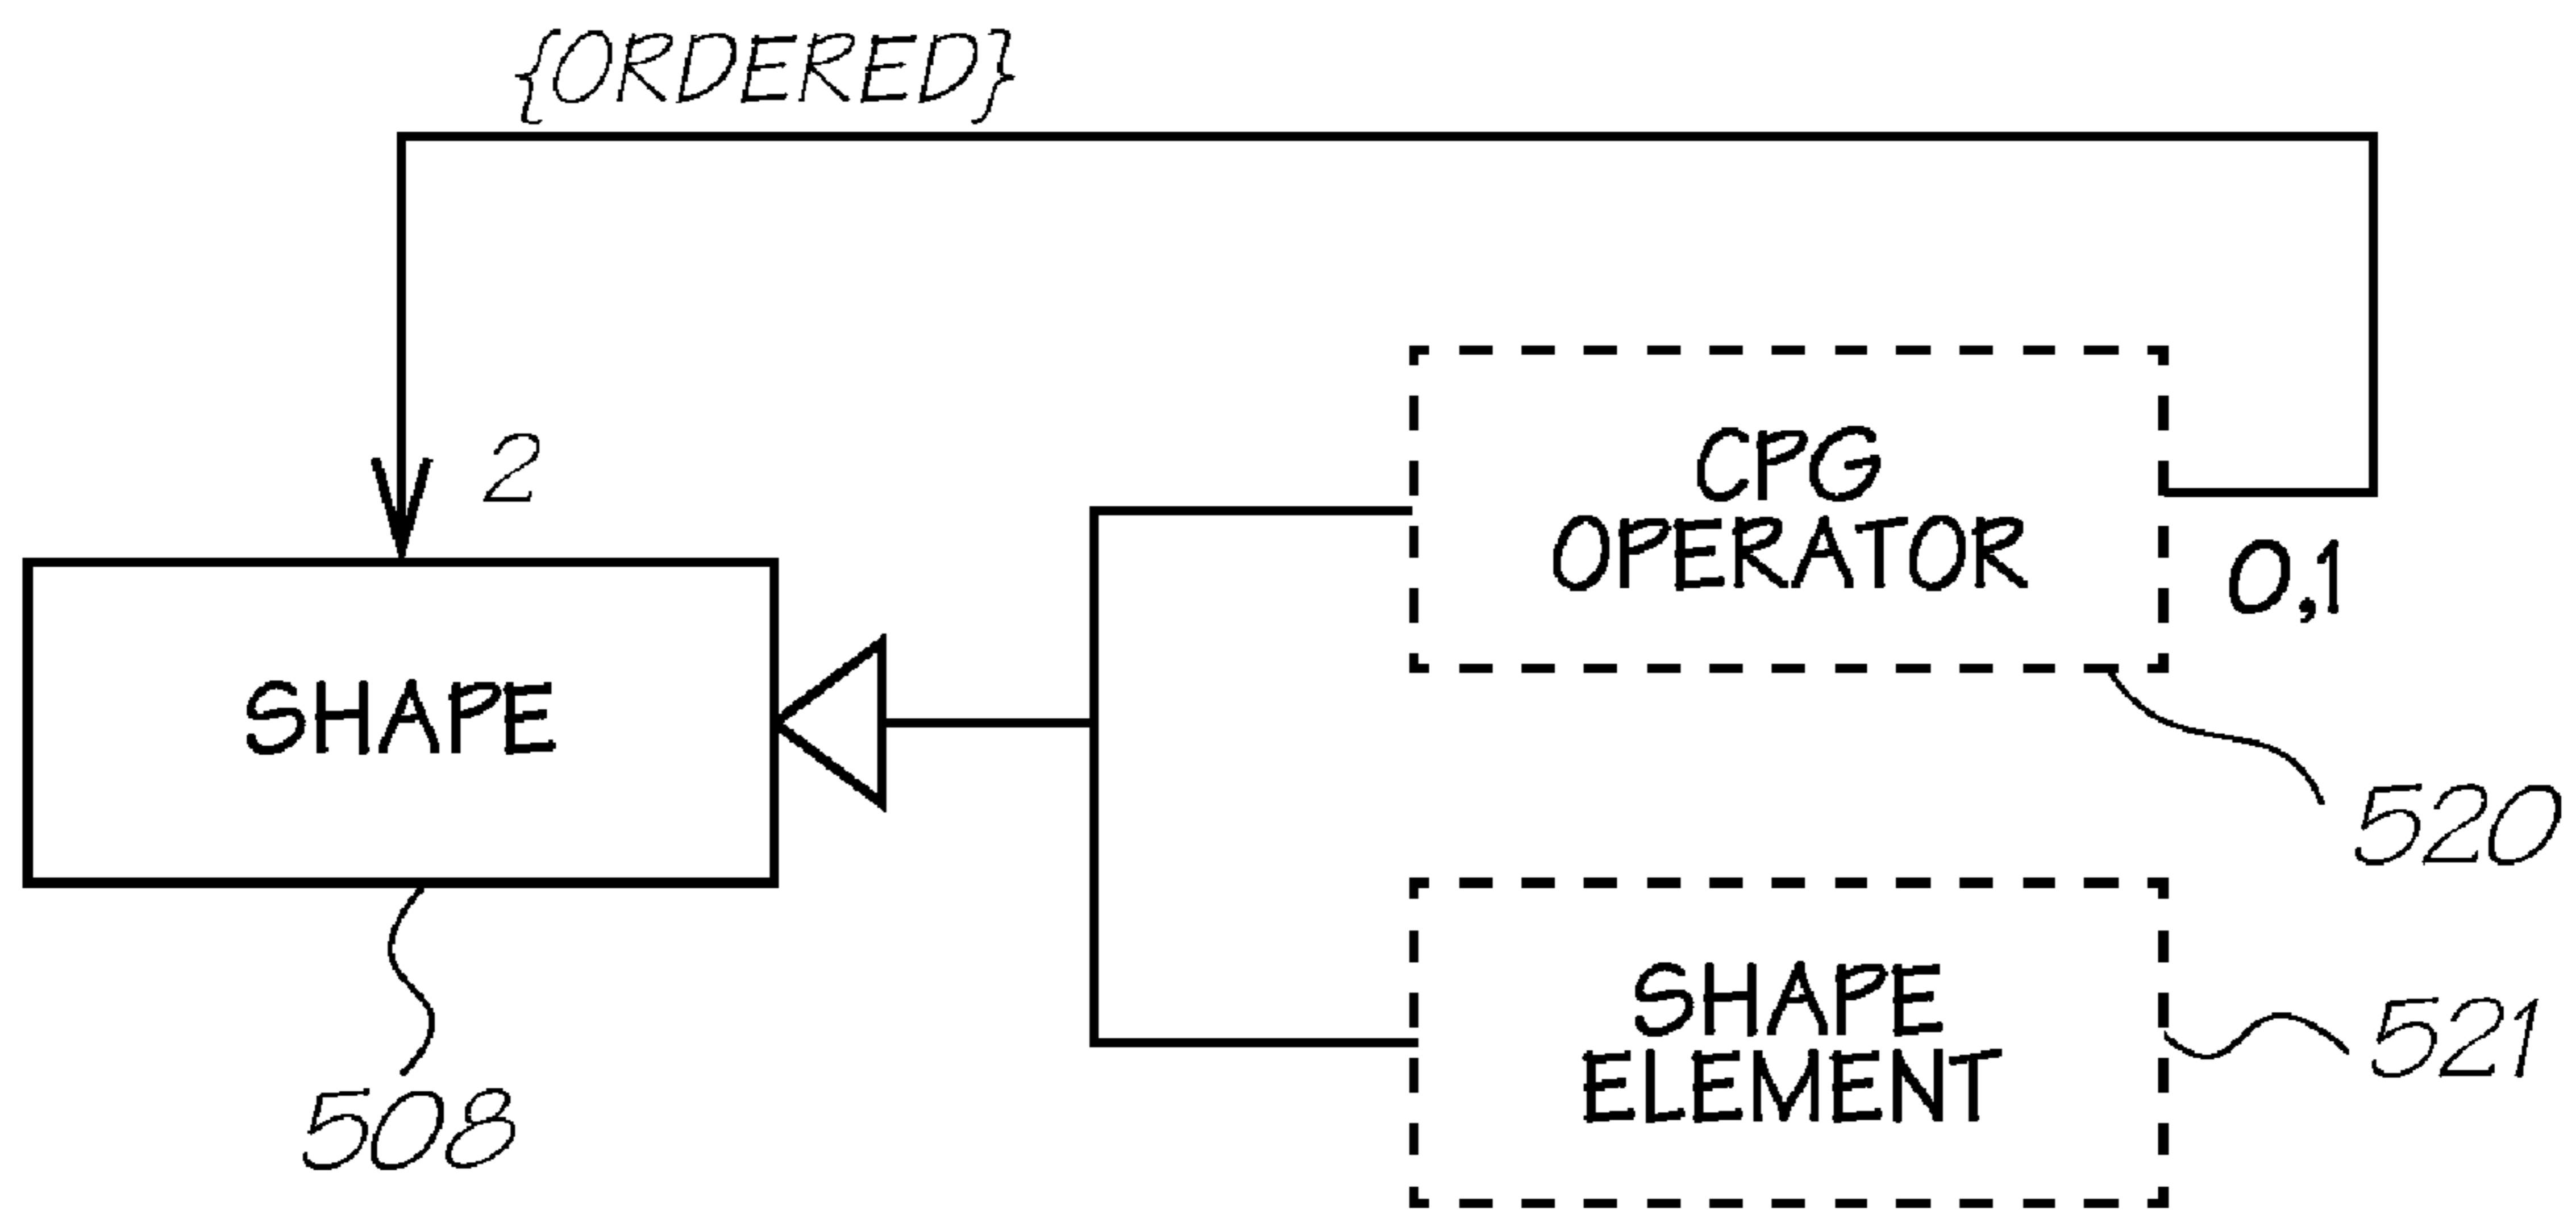 {ORDERED}
2
SHAPE
508
CPG
OPERATOR
0,1
520
SHAPE
ELEMENT
521